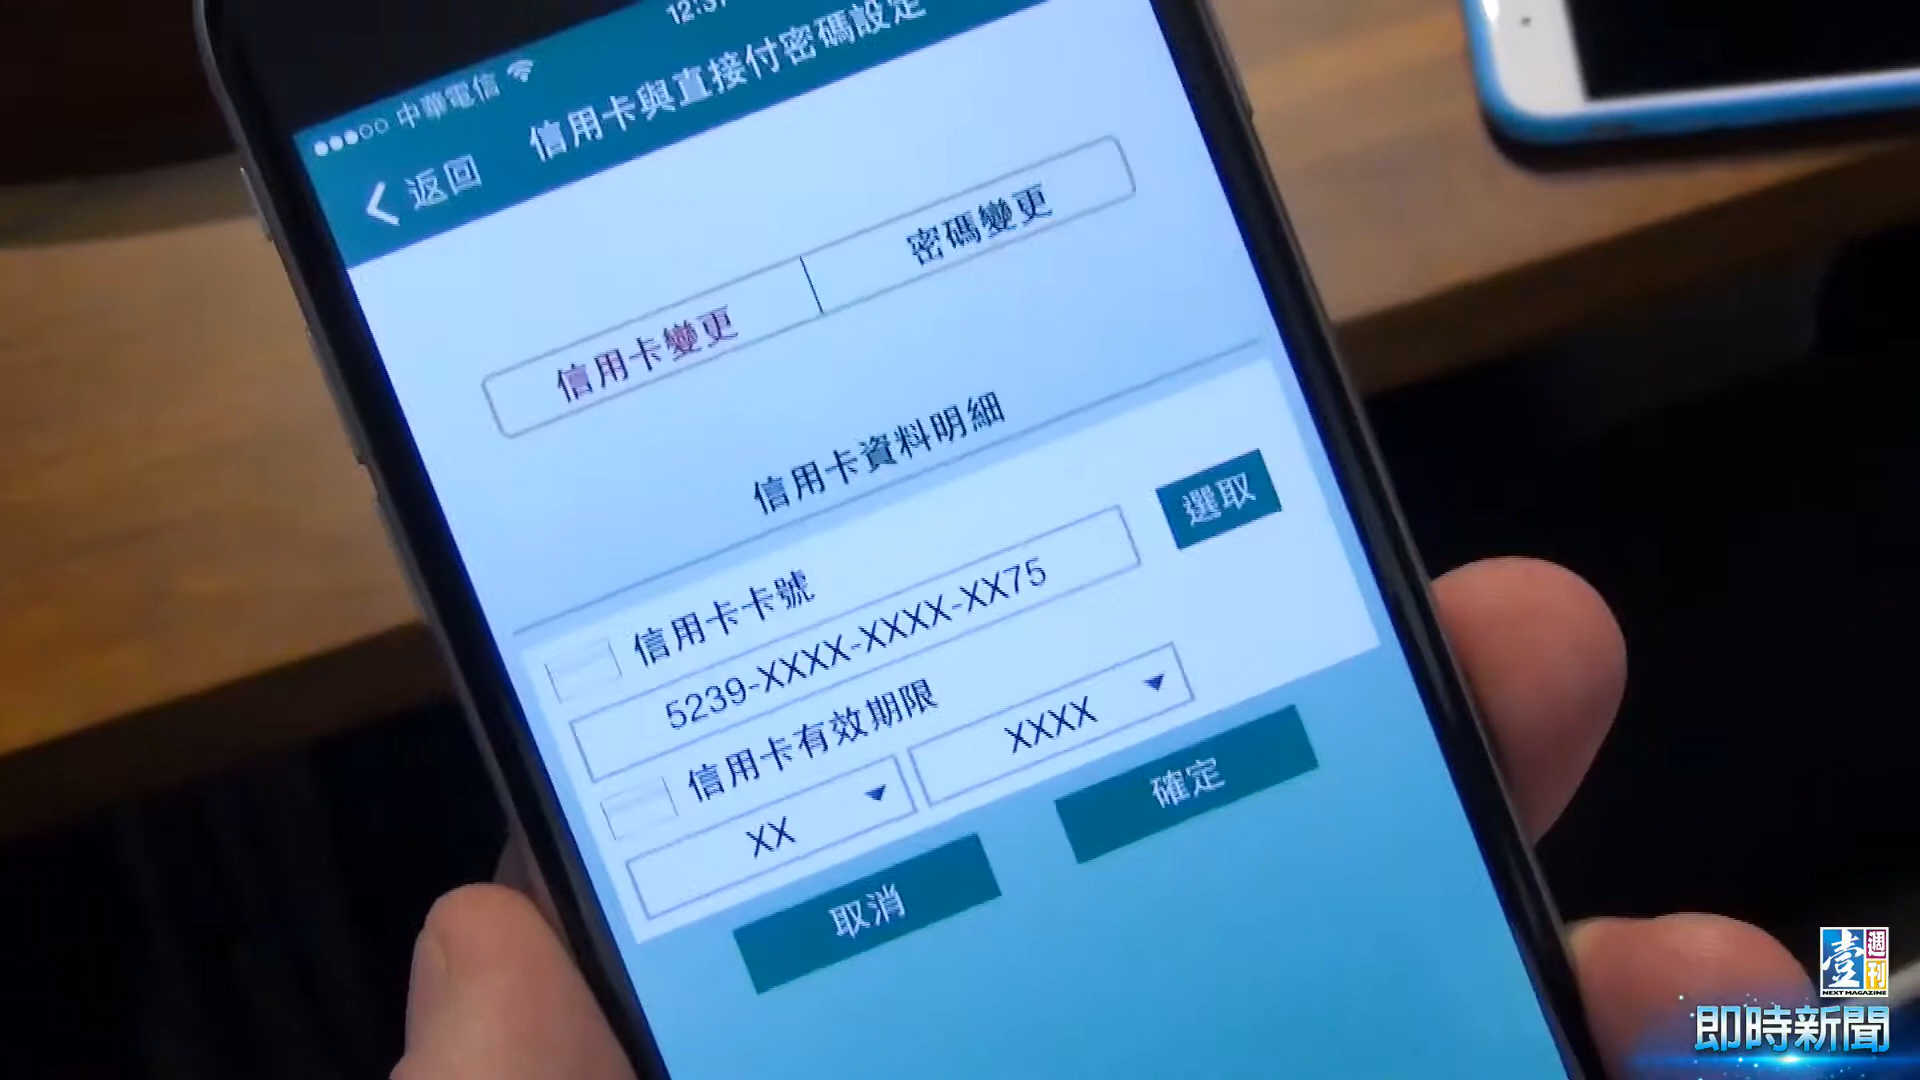 中華電信
返回
信用卡與直接付密碼設定
信用卡變更
密碼變更
信用卡資料明細
信用卡卡號
5239-XXXX-XXXX-XX75
選取
信用卡有效期限
XX
XXXX
取消
確定
壹週刊
NEXT MAGAZINE
即時新聞